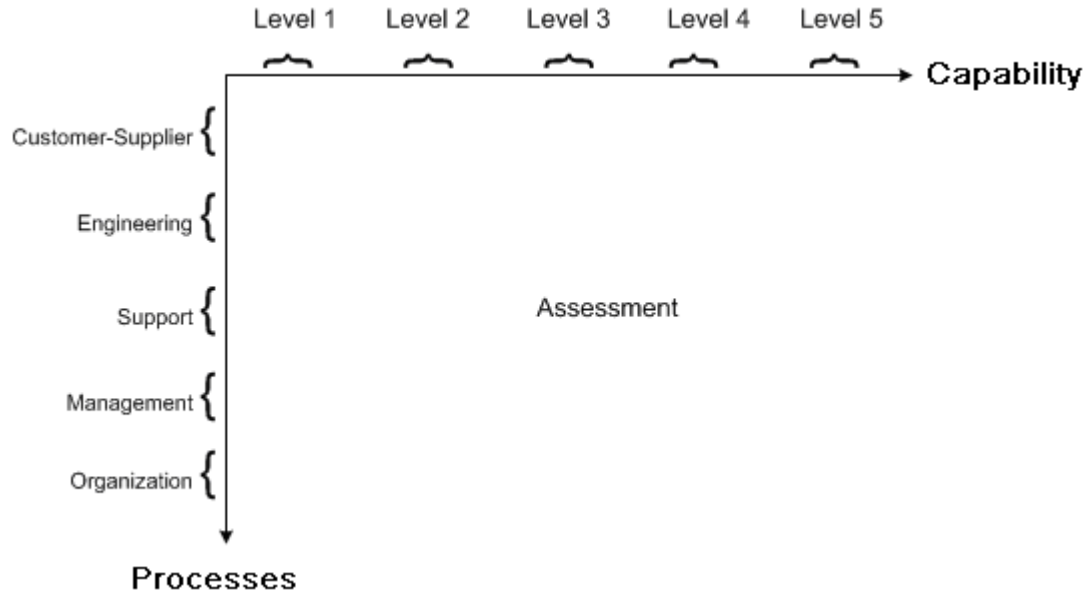 Level 1 Level 2 Level 3 Level 4 Level 5
Capability
Customer-Supplier
Engineering
Support
Assessment
Management
Organization
Processes